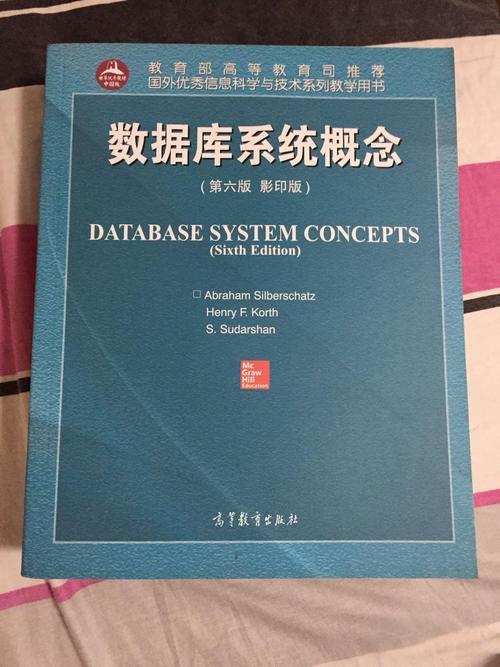 教育部高等教育司推荐
国外优秀信息科学与技术系列教学用书
数据库系统概念
(第六版 影印版)
DATABASE SYSTEM CONCEPTS
(Sixth Edition)
□ Abraham Silberschatz
Henry F. Korth
S. Sudarshan
Mc
Graw
Hill
Education
高等教育出版社